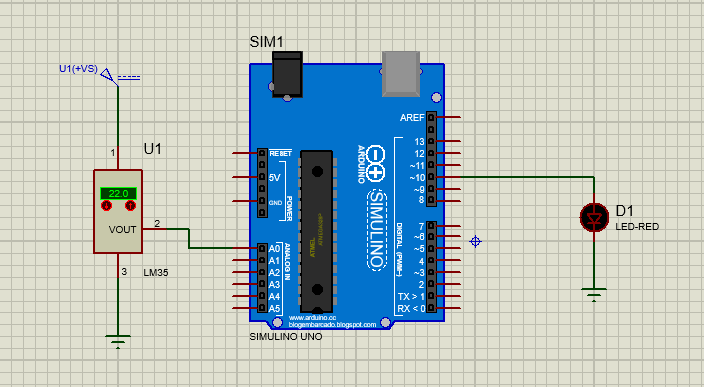 SIM1
U1(+VS)
U1
1
22.0
VOUT
2
3
LM35
RESET
5V
GND
POWER
A0
A1
A2
A3
A4
A5
ANALOG IN
ATMEL
ARDUINO
SIMULINO
AREF
13
12
~11
~10
~9
8
7
~6
~5
4
~3
2
TX > 1
RX < 0
DIGITAL (PWM~)
www.arduino.cc
blogembarcado.blogspot.com
SIMULINO UNO
D1
LED-RED